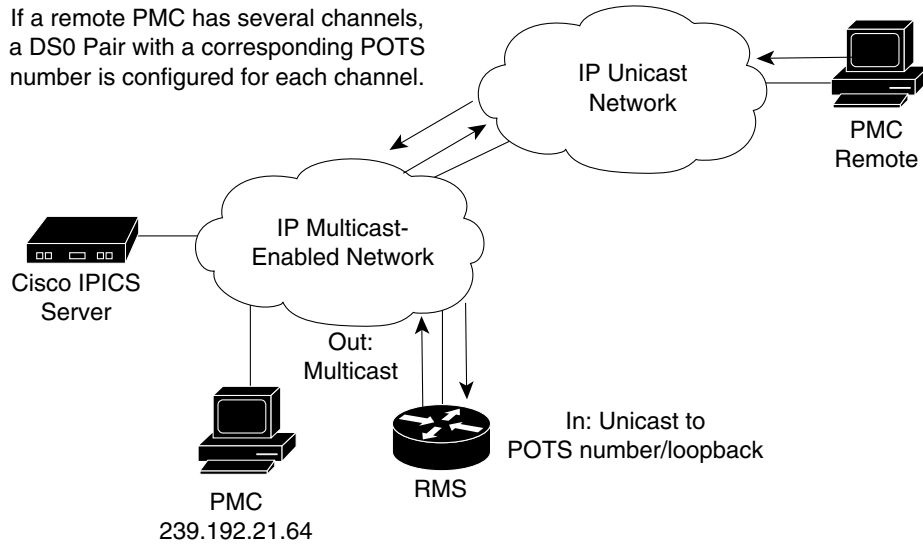 If a remote PMC has several channels,
a DS0 Pair with a corresponding POTS
number is configured for each channel.
IP Unicast
Network
PMC
Remote
IP Multicast-
Enabled Network
Cisco IPICS
Server
Out:
Multicast
In: Unicast to
POTS number/loopback
RMS
PMC
239.192.21.64